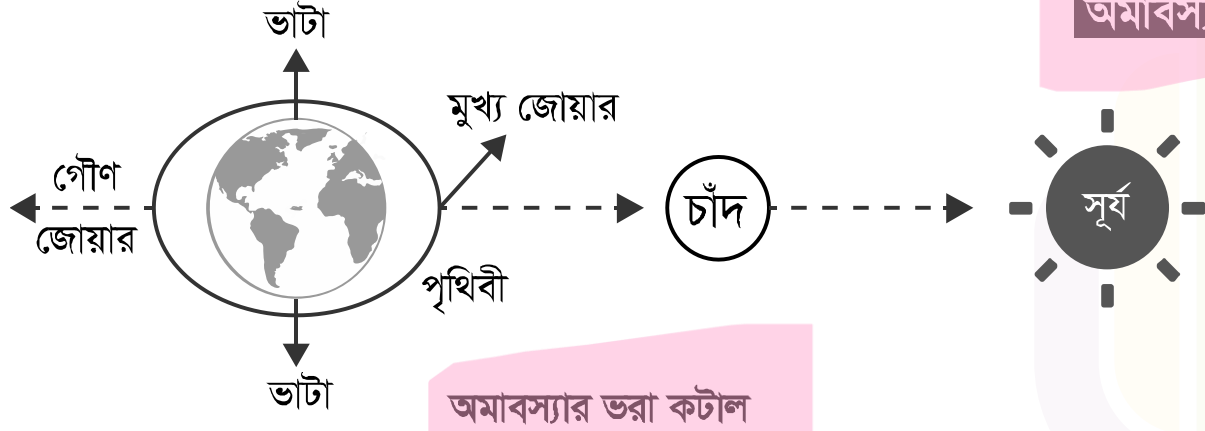 ভাটা
মুখ্য জোয়ার
গৌণ
জোয়ার
চাঁদ
সূর্য
পৃথিবী
ভাটা
অমাবস্যার ভরা কটাল